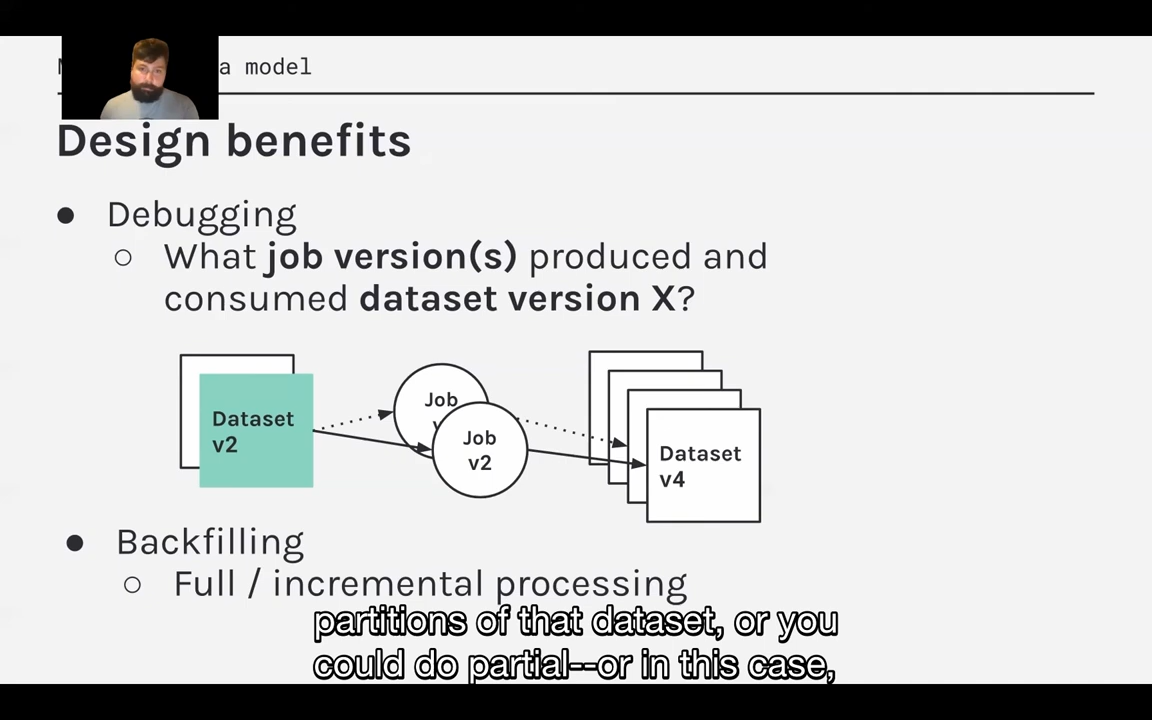 a model
Design benefits
● Debugging
○ What job version(s) produced and
consumed dataset version X?
Dataset
v2
Job
Job
v2
Dataset
v4
● Backfilling
○ Full / incremental processing
partitions of that dataset, or you
could do partial--or in this case,